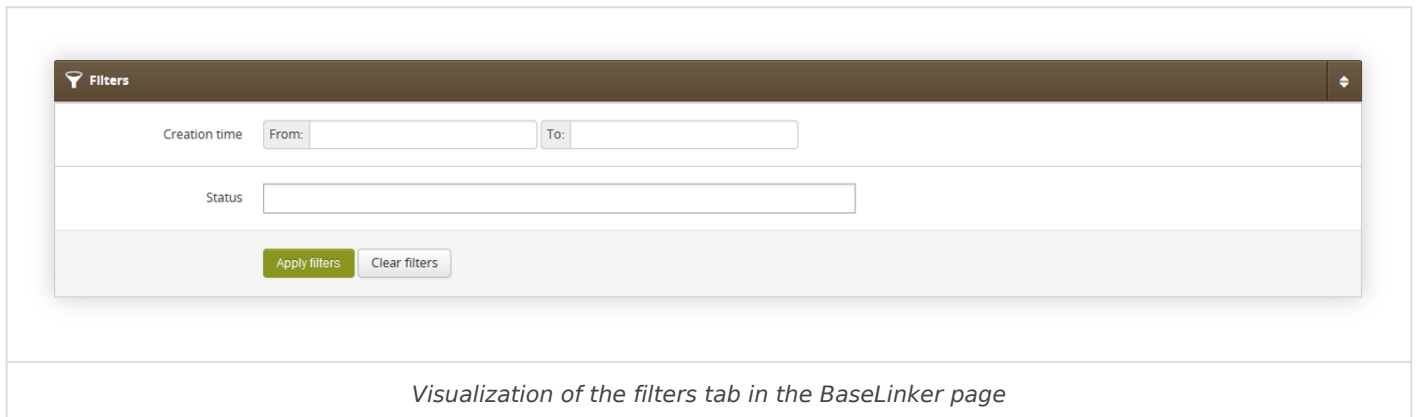 Filters
Creation time From: To:
Status
Apply filters Clear filters
Visualization of the filters tab in the BaseLinker page